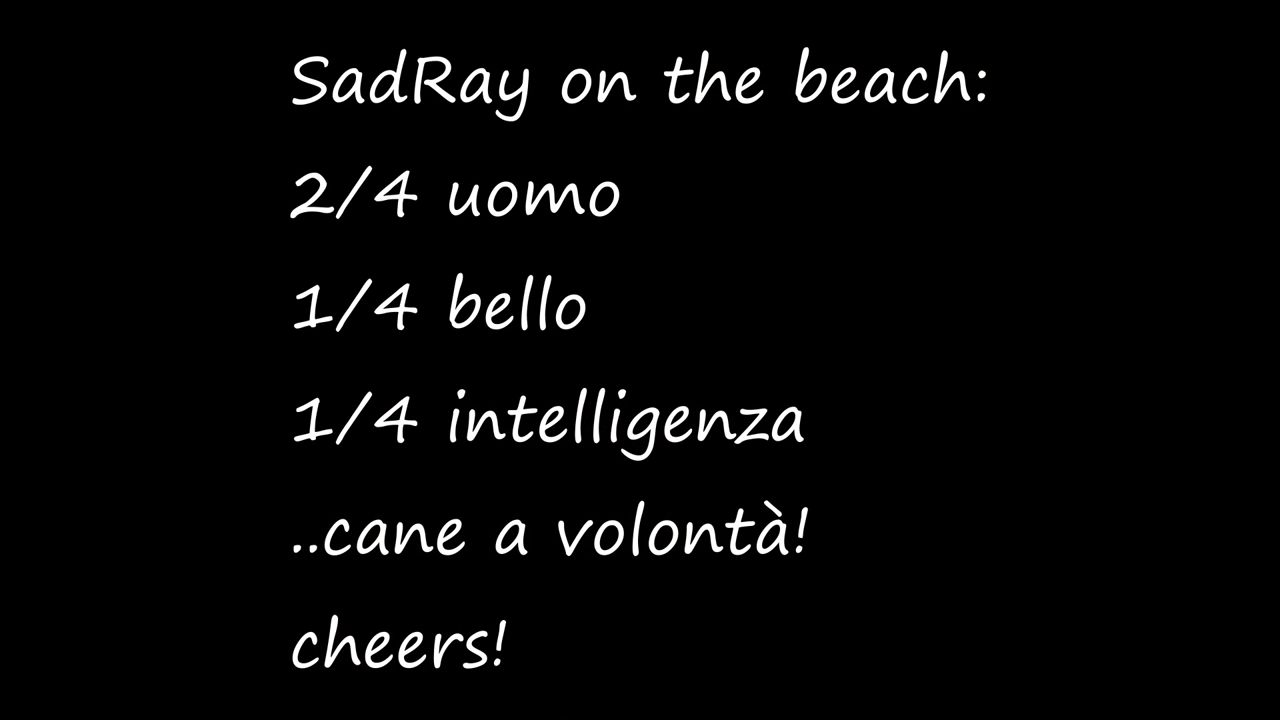 SadRay on the beach:
2/4 uomo
1/4 bello
1/4 intelligenza
..cane a volontà!
cheers!